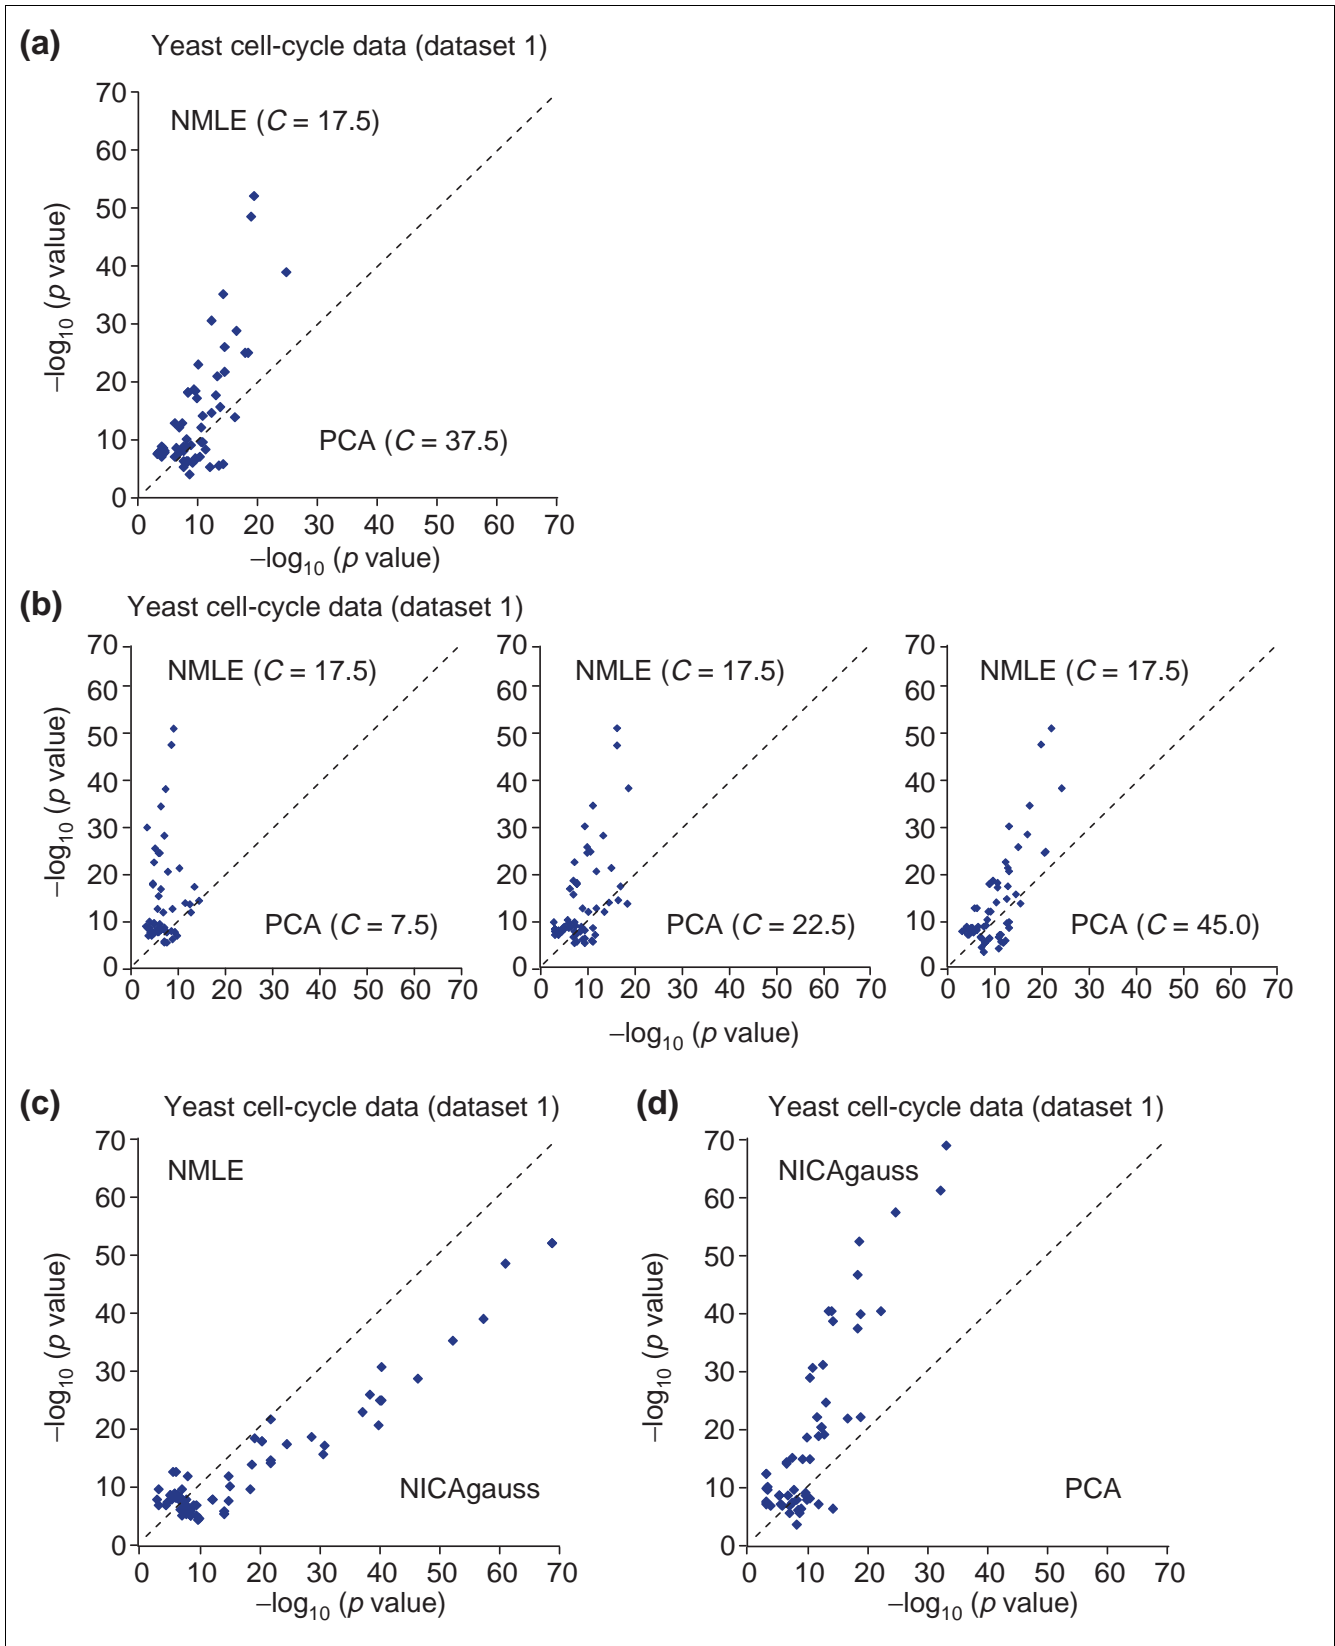 (a) Yeast cell-cycle data (dataset 1)
70
NMLE (C = 17.5)
60
50
40
30
20
10
PCA (C = 37.5)
0
–log10 (p value)
0 10 20 30 40 50 60 70
–log10 (p value)
(b) Yeast cell-cycle data (dataset 1)
70
NMLE (C = 17.5)
60
50
40
30
20
10
PCA (C = 7.5)
0
–log10 (p value)
0 10 20 30 40 50 60 70
70
NMLE (C = 17.5)
60
50
40
30
20
10
PCA (C = 22.5)
0
0 10 20 30 40 50 60 70
70
NMLE (C = 17.5)
60
50
40
30
20
10
PCA (C = 45.0)
0
0 10 20 30 40 50 60 70
–log10 (p value)
(c) Yeast cell-cycle data (dataset 1)
70
NMLE
60
50
40
30
20
10
NICAgauss
0
–log10 (p value)
0 10 20 30 40 50 60 70
–log10 (p value)
(d) Yeast cell-cycle data (dataset 1)
70
NICAgauss
60
50
40
30
20
10
PCA
0
–log10 (p value)
0 10 20 30 40 50 60 70
–log10 (p value)